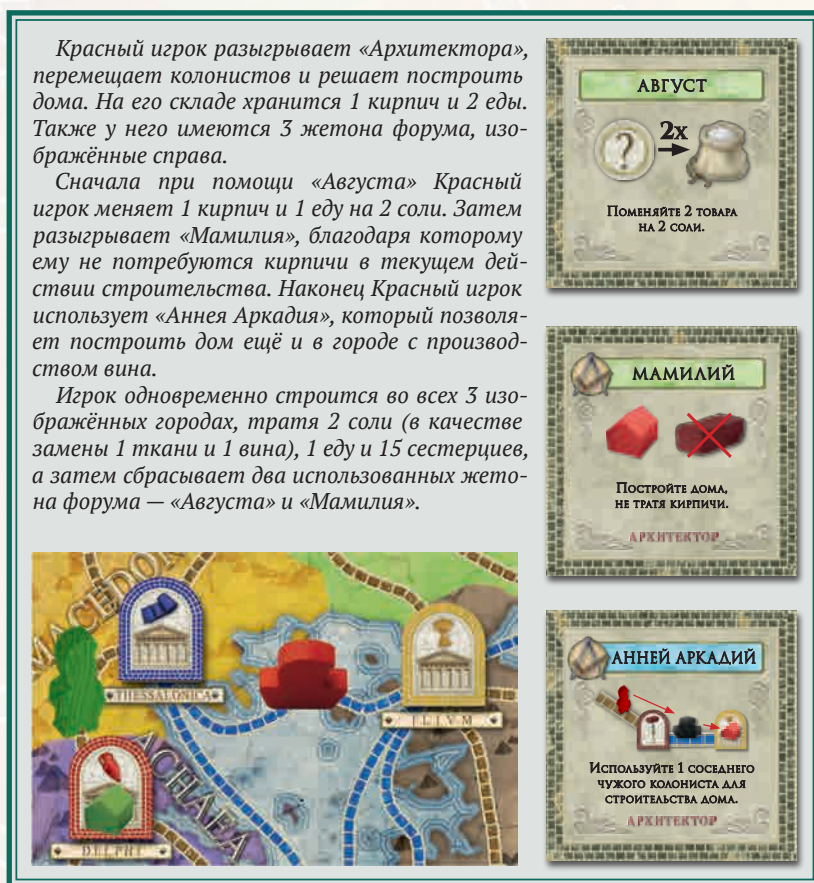 Красный игрок разыгрывает «Архитектора»,
перемещает колонистов и решает построить
дома. На его складе хранится 1 кирпич и 2 еды.
Также у него имеются 3 жетона форума, изо-
бражённые справа.
Сначала при помощи «Августа» Красный
игрок меняет 1 кирпич и 1 еду на 2 соли. Затем
разыгрывает «Мамилия», благодаря которому
ему не потребуются кирпичи в текущем дей-
ствии строительства. Наконец Красный игрок
использует «Аннея Аркадия», который позволя-
ет построить дом ещё и в городе с производ-
ством вина.
Игрок одновременно строится во всех 3 изо-
бражённых городах, тратя 2 соли (в качестве
замены 1 ткани и 1 вина), 1 еду и 15 сестерциев,
а затем сбрасывает два использованных жето-
на форума — «Августа» и «Мамилия».
АВГУСТ
?
2x
Поменяйте 2 товара
на 2 соли.
МАМИЛИЙ
Постройте дома,
не тратя кирпичи.
АРХИТЕКТОР
АННЕЙ АРКАДИЙ
Используйте 1 соседнего
чужого колониста для
строительства дома.
АРХИТЕКТОР
MACEDON
THESSALONICA
ILIVM
ACHAEA
DELPHI